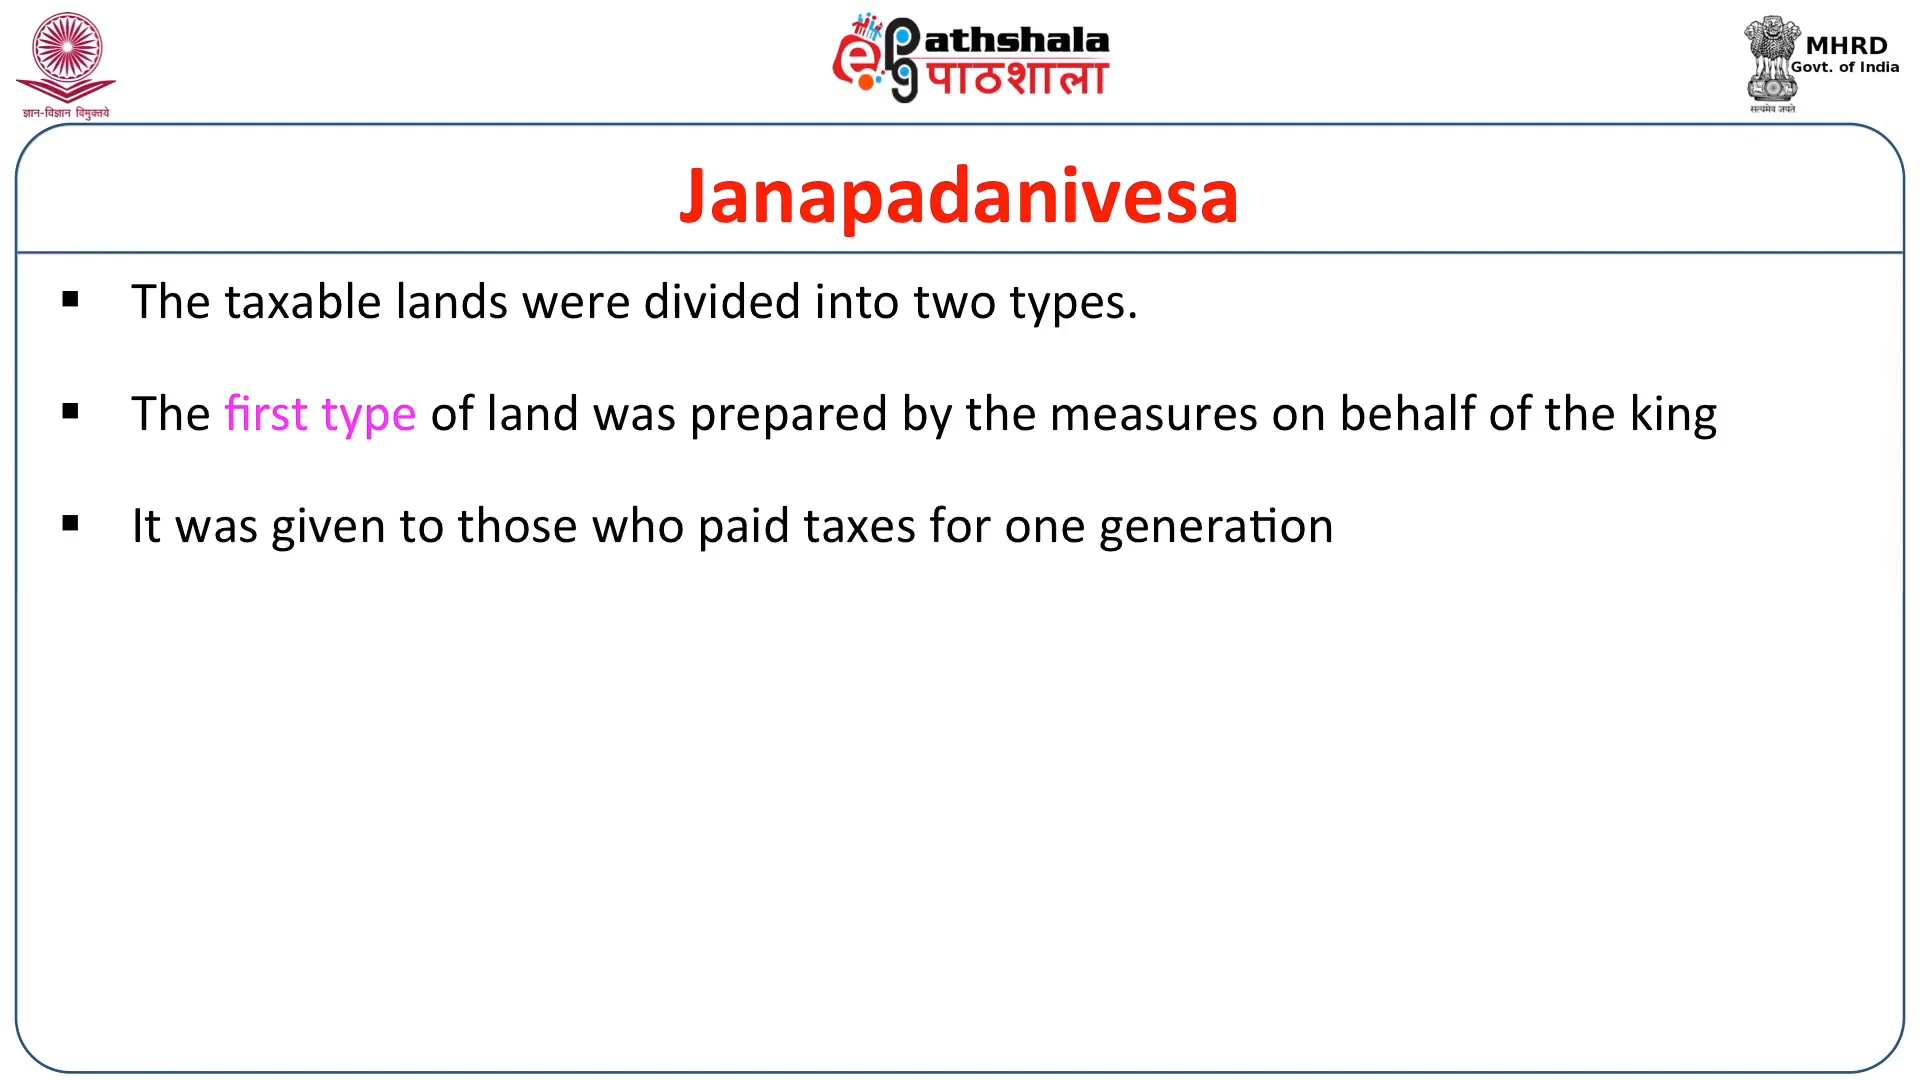 ज्ञान-विज्ञान विमुक्तये
ePathshala
पाठशाला
MHRD
Govt. of India
सत्यमेव जयते
Janapadanivesa
▪ The taxable lands were divided into two types.
▪ The first type of land was prepared by the measures on behalf of the king
▪ It was given to those who paid taxes for one generation